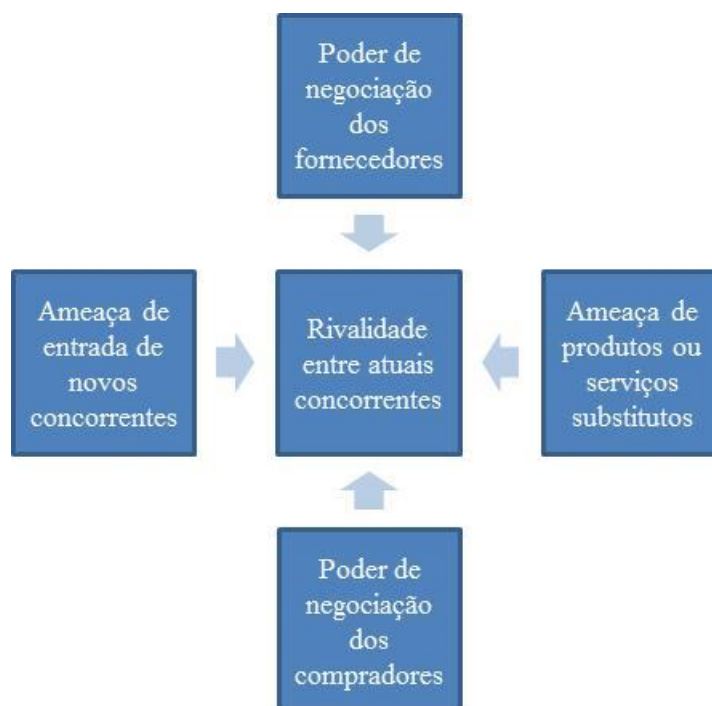 Poder de
negociação
dos
fornecedores
Ameaça de
entrada de
novos
concorrentes
Rivalidade
entre atuais
concorrentes
Ameaça de
produtos ou
serviços
substitutos
Poder de
negociação
dos
compradores